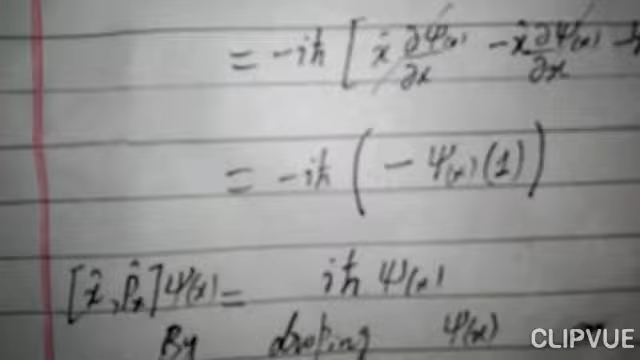 = -iħ [ x̂ ∂Ψ(x)/∂x - x̂ ∂Ψ(x)/∂x -
= -iħ ( - Ψ(x) (1) )
[x̂, p̂x] Ψ(x) = iħ Ψ(x)
By droping Ψ(x)
CLIPVUE